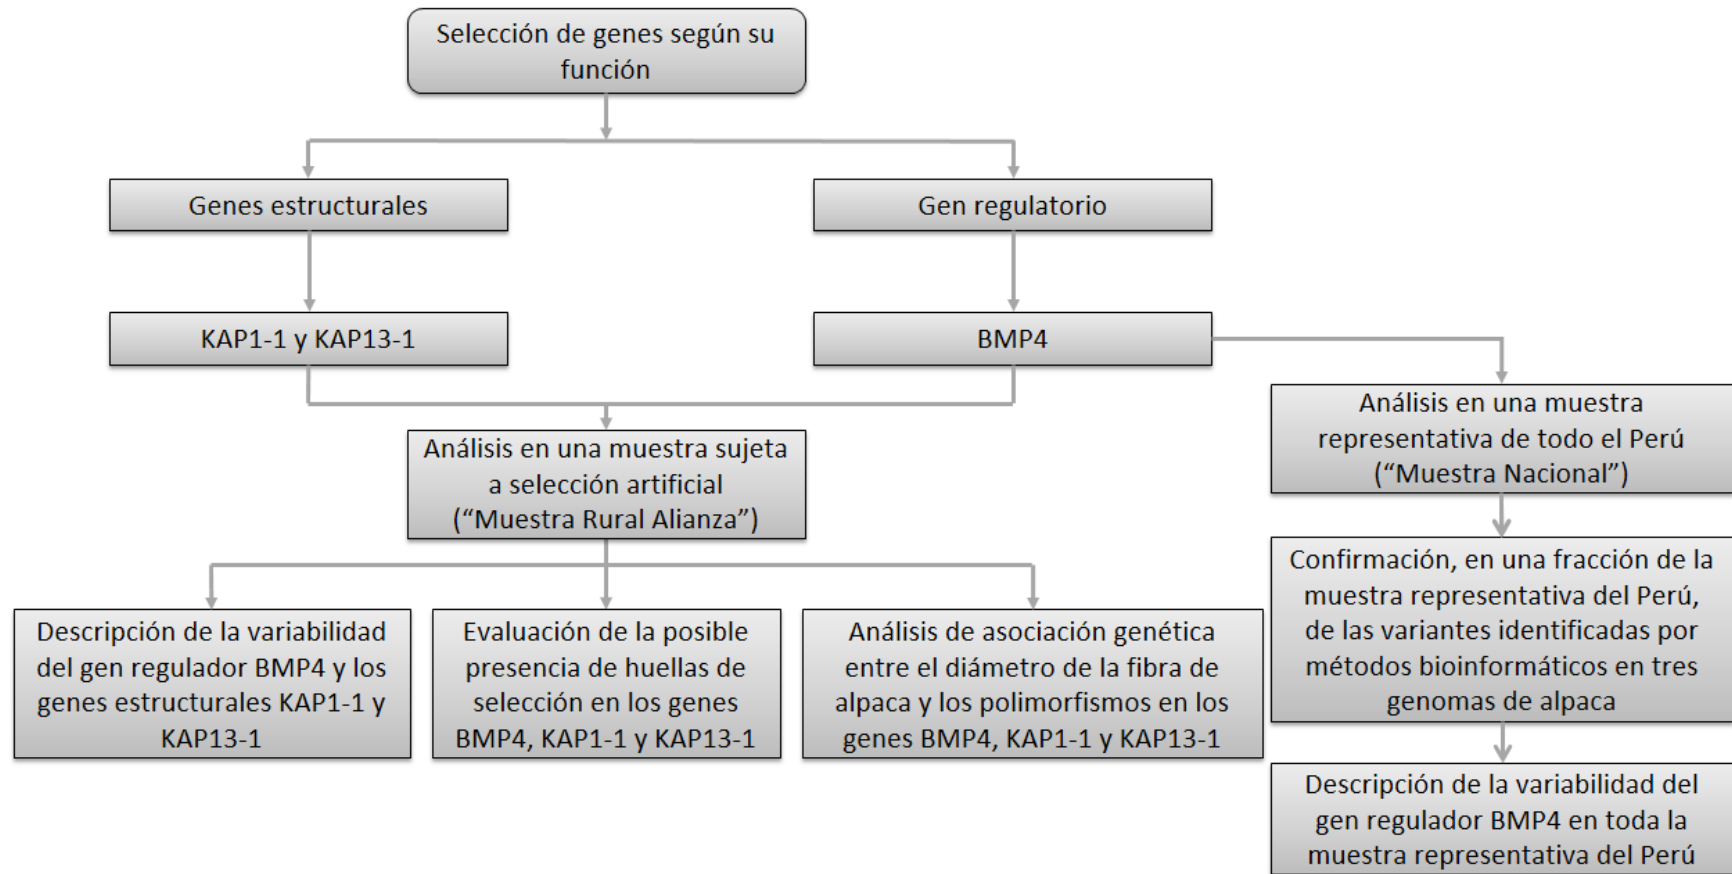 Selección de genes según su
función
Genes estructurales
Gen regulatorio
KAP1-1 y KAP13-1
BMP4
Análisis en una muestra
representativa de todo el Perú
(“Muestra Nacional”)
Análisis en una muestra sujeta
a selección artificial
(“Muestra Rural Alianza”)
Confirmación, en una fracción de la
muestra representativa del Perú,
de las variantes identificadas por
métodos bioinformáticos en tres
genomas de alpaca
Descripción de la variabilidad
del gen regulador BMP4 y los
genes estructurales KAP1-1 y
KAP13-1
Evaluación de la posible
presencia de huellas de
selección en los genes
BMP4, KAP1-1 y KAP13-1
Análisis de asociación genética
entre el diámetro de la fibra de
alpaca y los polimorfismos en los
genes BMP4, KAP1-1 y KAP13-1
Descripción de la variabilidad del
gen regulador BMP4 en toda la
muestra representativa del Perú